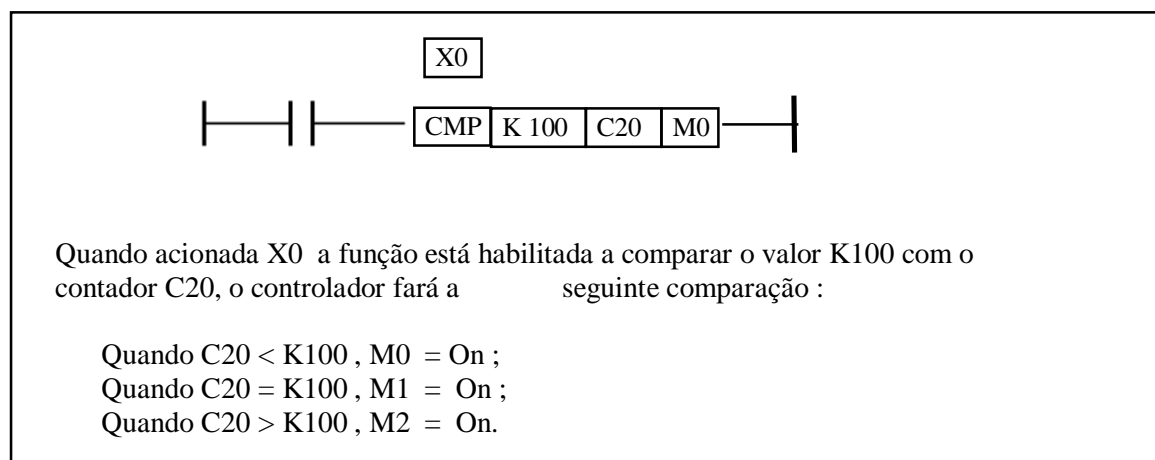 X0
CMP K 100 C20 M0
Quando acionada X0 a função está habilitada a comparar o valor K100 com o
contador C20, o controlador fará a seguinte comparação :
Quando C20 < K100 , M0 = On ;
Quando C20 = K100 , M1 = On ;
Quando C20 > K100 , M2 = On.